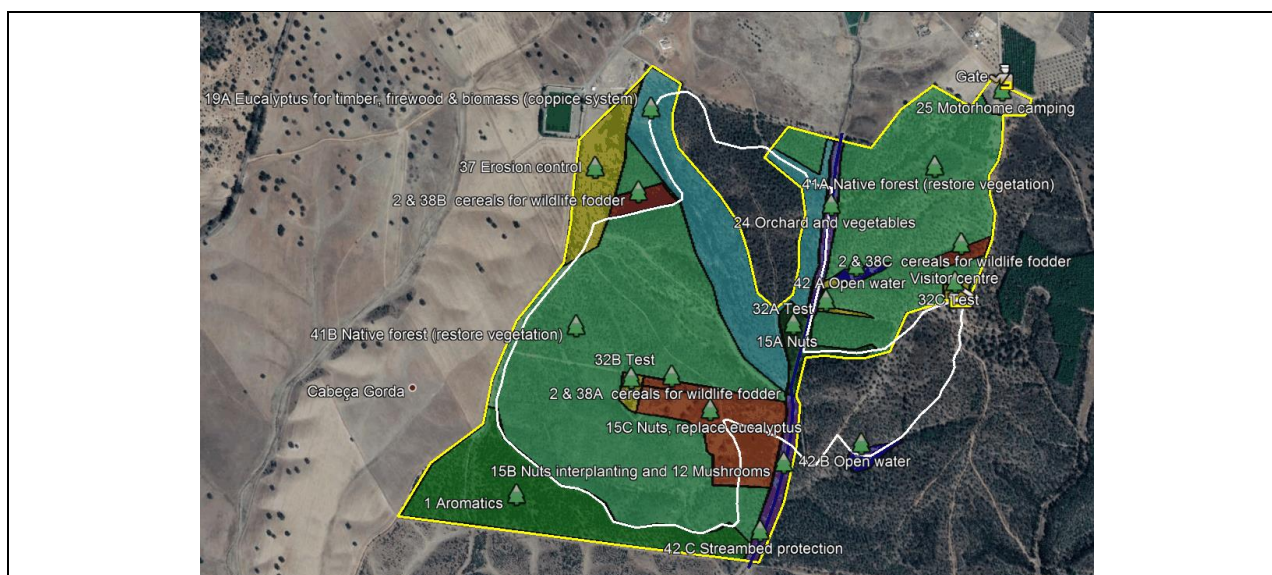 Gate
25 Motorhome camping
19A Eucalyptus for timber, firewood & biomass (coppice system)
37 Erosion control
41A Native forest (restore vegetation)
2 & 38B  cereals for wildlife fodder
24 Orchard and vegetables
2 & 38C  cereals for wildlife fodder
42 A Open water
Visitor centre
32C Test
32A Test
41B Native forest (restore vegetation)
15A Nuts
32B Test
Cabeça Gorda
2 & 38A  cereals for wildlife fodder
15C Nuts, replace eucalyptus
42 B Open water
15B Nuts interplanting and 12 Mushrooms
1 Aromatics
42 C Streambed protection